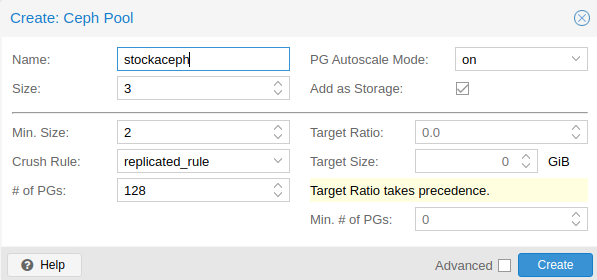 Create: Ceph Pool
Name: stockaceph PG Autoscale Mode: on
Size: 3 Add as Storage:
Min. Size: 2 Target Ratio: 0.0
Crush Rule: replicated_rule Target Size: 0 GiB
# of PGs: 128 Target Ratio takes precedence.
Min. # of PGs: 0
Help Advanced Create